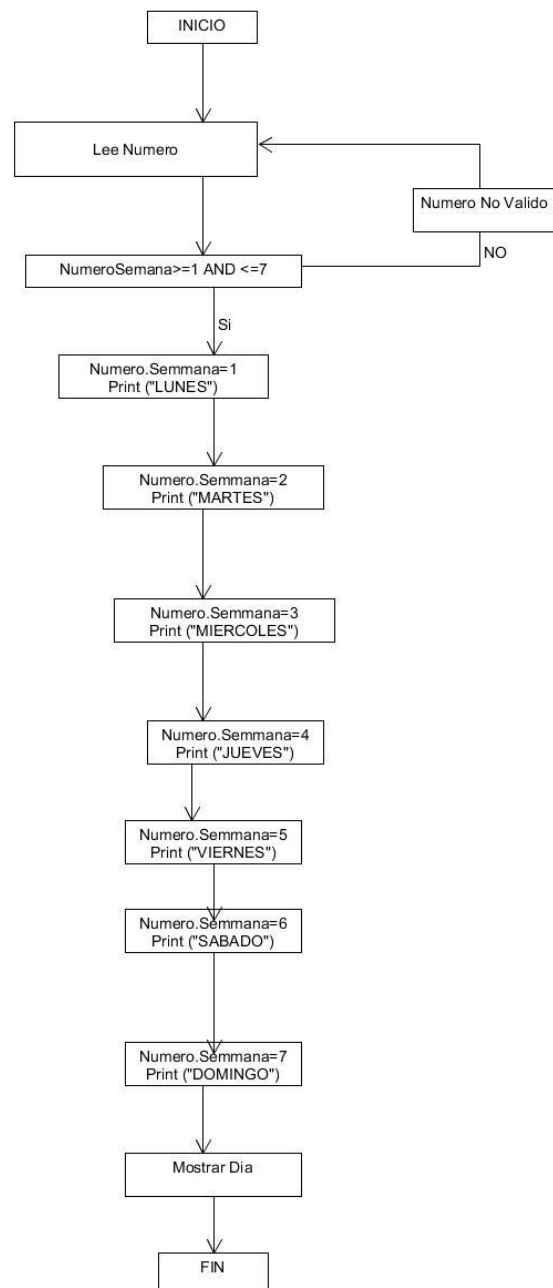 INICIO
Lee Numero
Numero No Valido
NO
NumeroSemana>=1 AND <=7
Si
Numero.Semmana=1
Print ("LUNES")
Numero.Semmana=2
Print ("MARTES")
Numero.Semmana=3
Print ("MIERCOLES")
Numero.Semmana=4
Print ("JUEVES")
Numero.Semmana=5
Print ("VIERNES")
Numero.Semmana=6
Print ("SABADO")
Numero.Semmana=7
Print ("DOMINGO")
Mostrar Dia
FIN